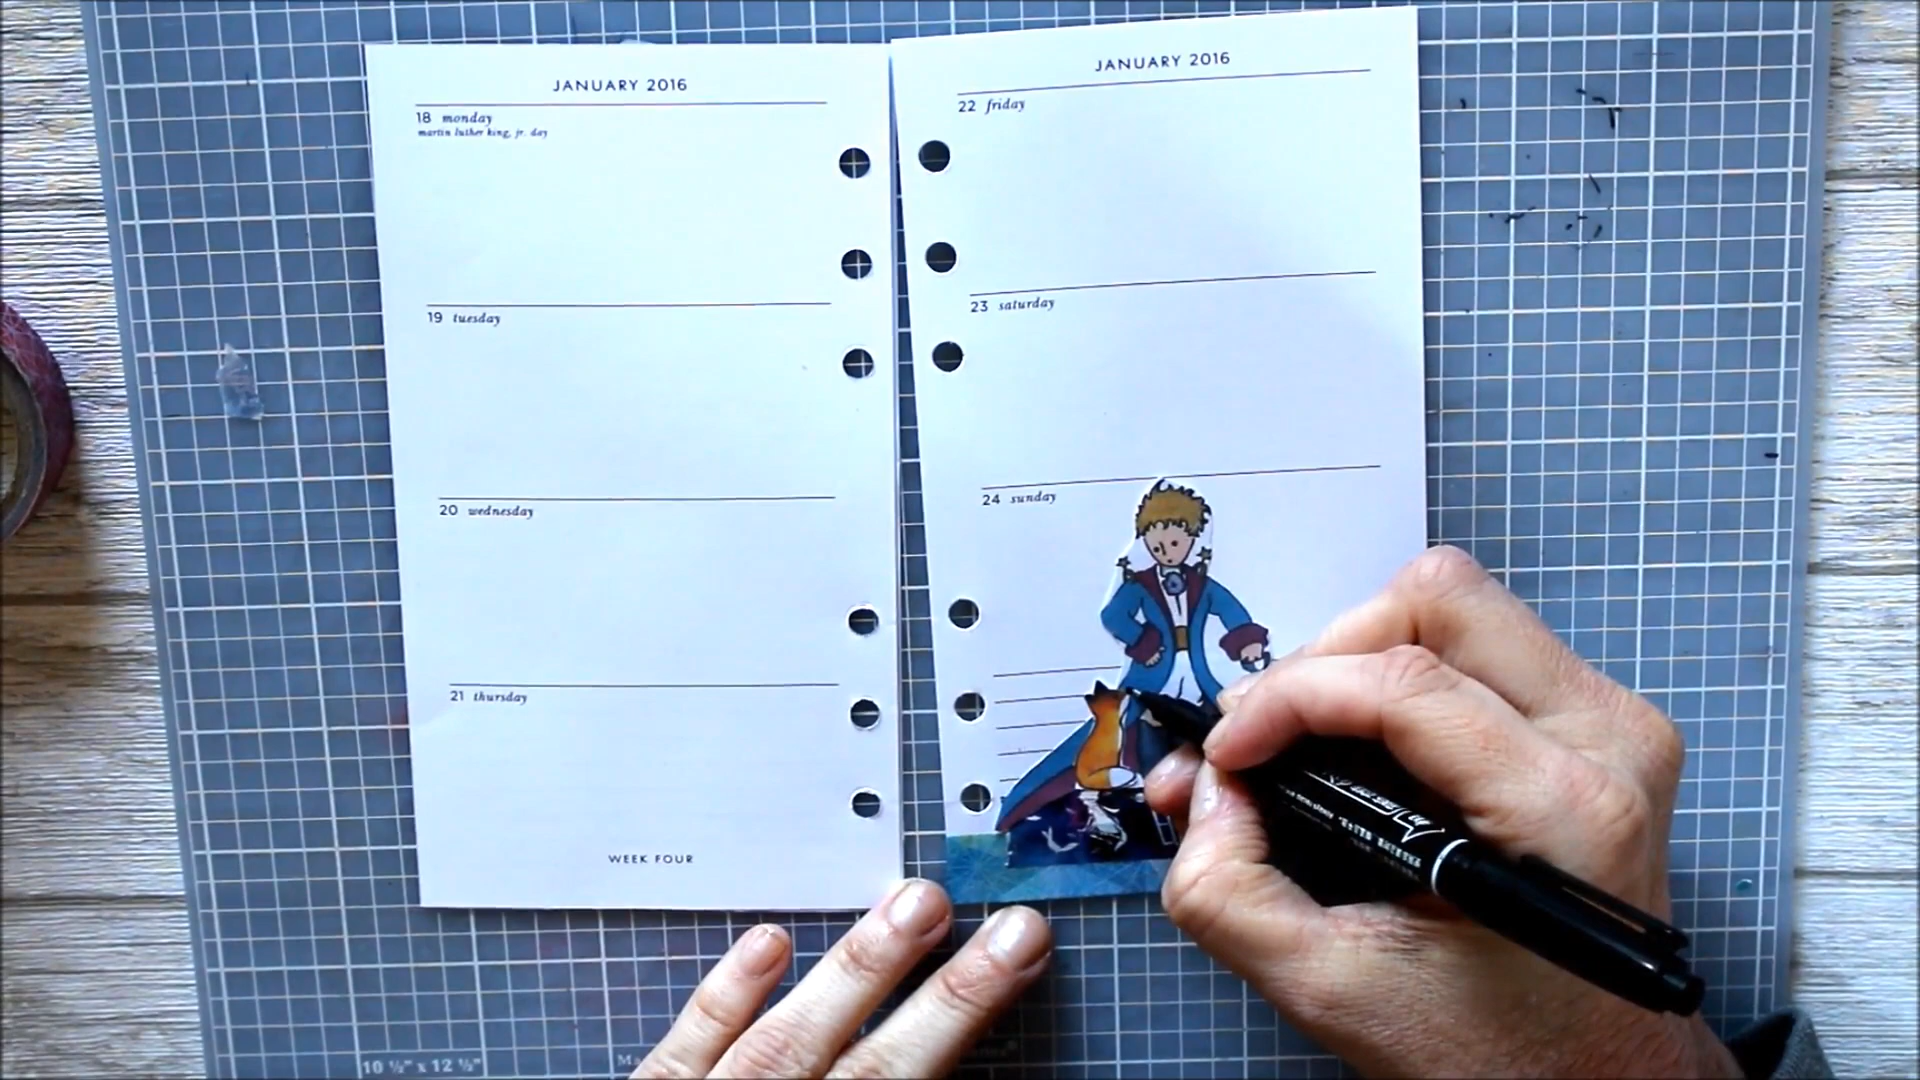 JANUARY 2016
18 monday
martin luther king, jr. day
19 tuesday
20 wednesday
21 thursday
WEEK FOUR
JANUARY 2016
22 friday
23 saturday
24 sunday
10 ½" x 12 ½"